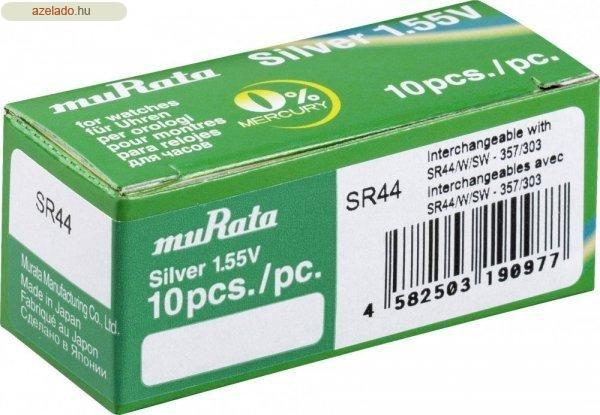 azelado.hu
muRata
Silver 1.55V
10pcs./pc.
for watches
für Uhren
per orologi
pour montres
para relojes
для часов
0%
MERCURY
SR44
Murata Manufacturing Co., Ltd.
Made in Japan
Fabriqué au Japon
Сделано в Японии
muRata
Silver 1.55V
10pcs./pc.
SR44
Interchangeable with
SR44/W/SW - 357/303
Interchangeables avec
SR44/W/SW - 357/303
4 582503 190977